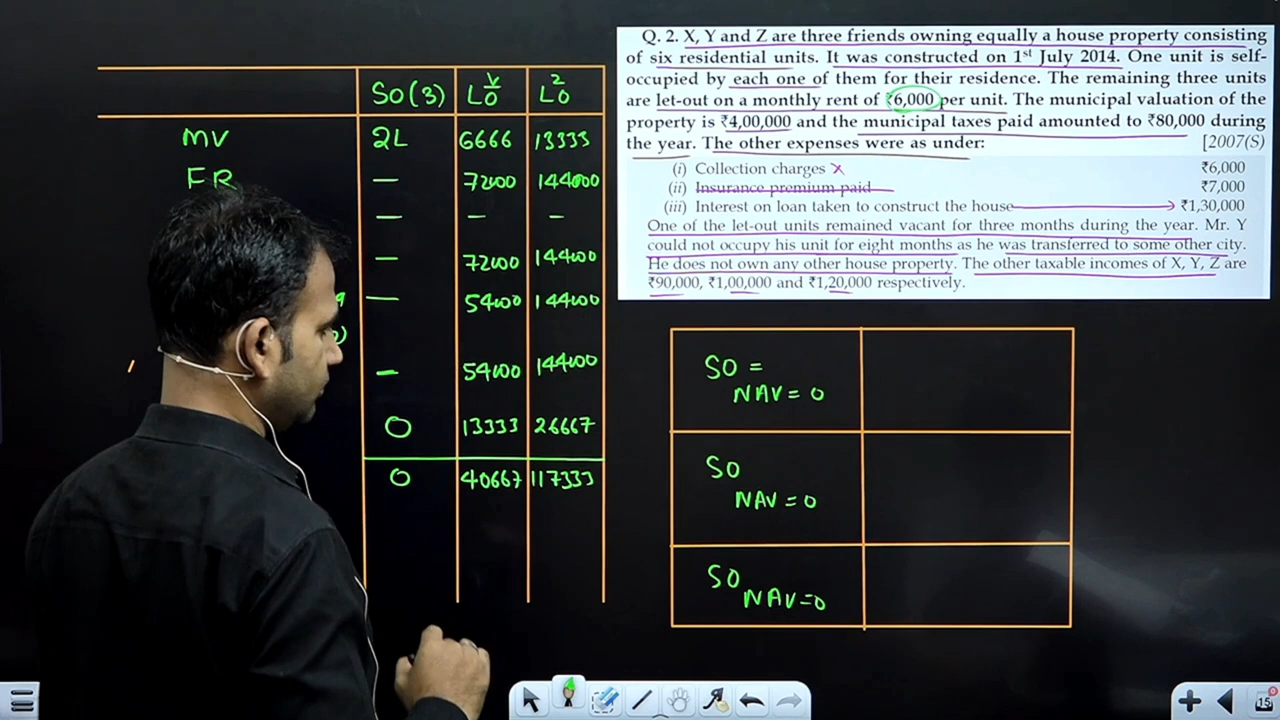 Q. 2. X, Y and Z are three friends owning equally a house property consisting
of six residential units. It was constructed on 1st July 2014. One unit is self-
occupied by each one of them for their residence. The remaining three units
are let-out on a monthly rent of ₹6,000 per unit. The municipal valuation of the
property is ₹4,00,000 and the municipal taxes paid amounted to ₹80,000 during
the year. The other expenses were as under: [2007(S)
(i) Collection charges X ₹6,000
(ii) Insurance premium paid ₹7,000
(iii) Interest on loan taken to construct the house ₹1,30,000
One of the let-out units remained vacant for three months during the year. Mr. Y
could not occupy his unit for eight months as he was transferred to some other city.
He does not own any other house property. The other taxable incomes of X, Y, Z are
₹90,000, ₹1,00,000 and ₹1,20,000 respectively.
SO(3) LO V LO 2
MV 2L 6666 13333
FR — 72000 144000
— – –
— 72000 144000
— 54000 144000
— 54000 144000
0 13333 26667
0 40667 117333
SO =
NAV = 0
SO
NAV = 0
SO
NAV = 0
15